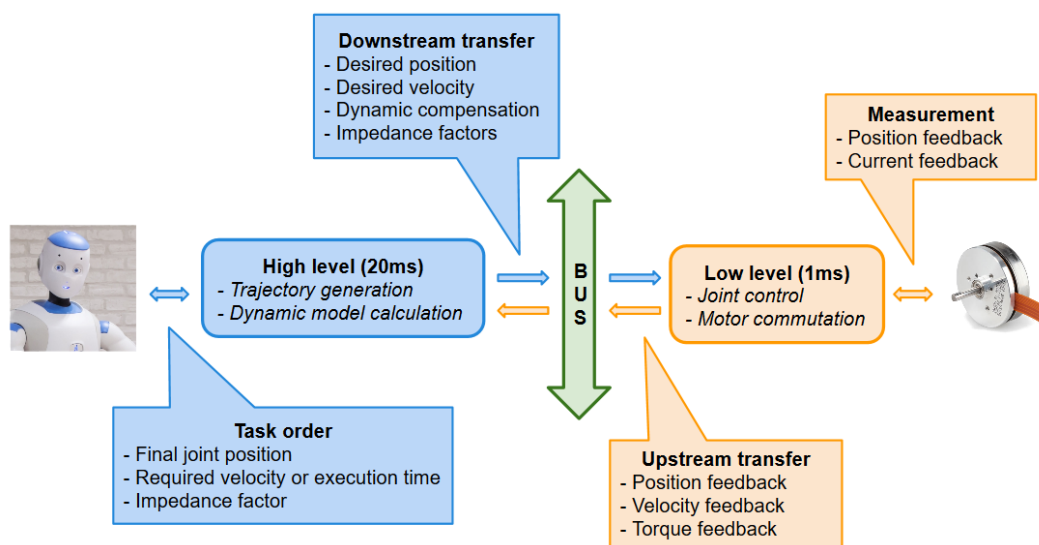 Downstream transfer
- Desired position
- Desired velocity
- Dynamic compensation
- Impedance factors
Measurement
- Position feedback
- Current feedback
High level (20ms)
- Trajectory generation
- Dynamic model calculation
B
U
S
Low level (1ms)
- Joint control
- Motor commutation
Task order
- Final joint position
- Required velocity or execution time
- Impedance factor
Upstream transfer
- Position feedback
- Velocity feedback
- Torque feedback